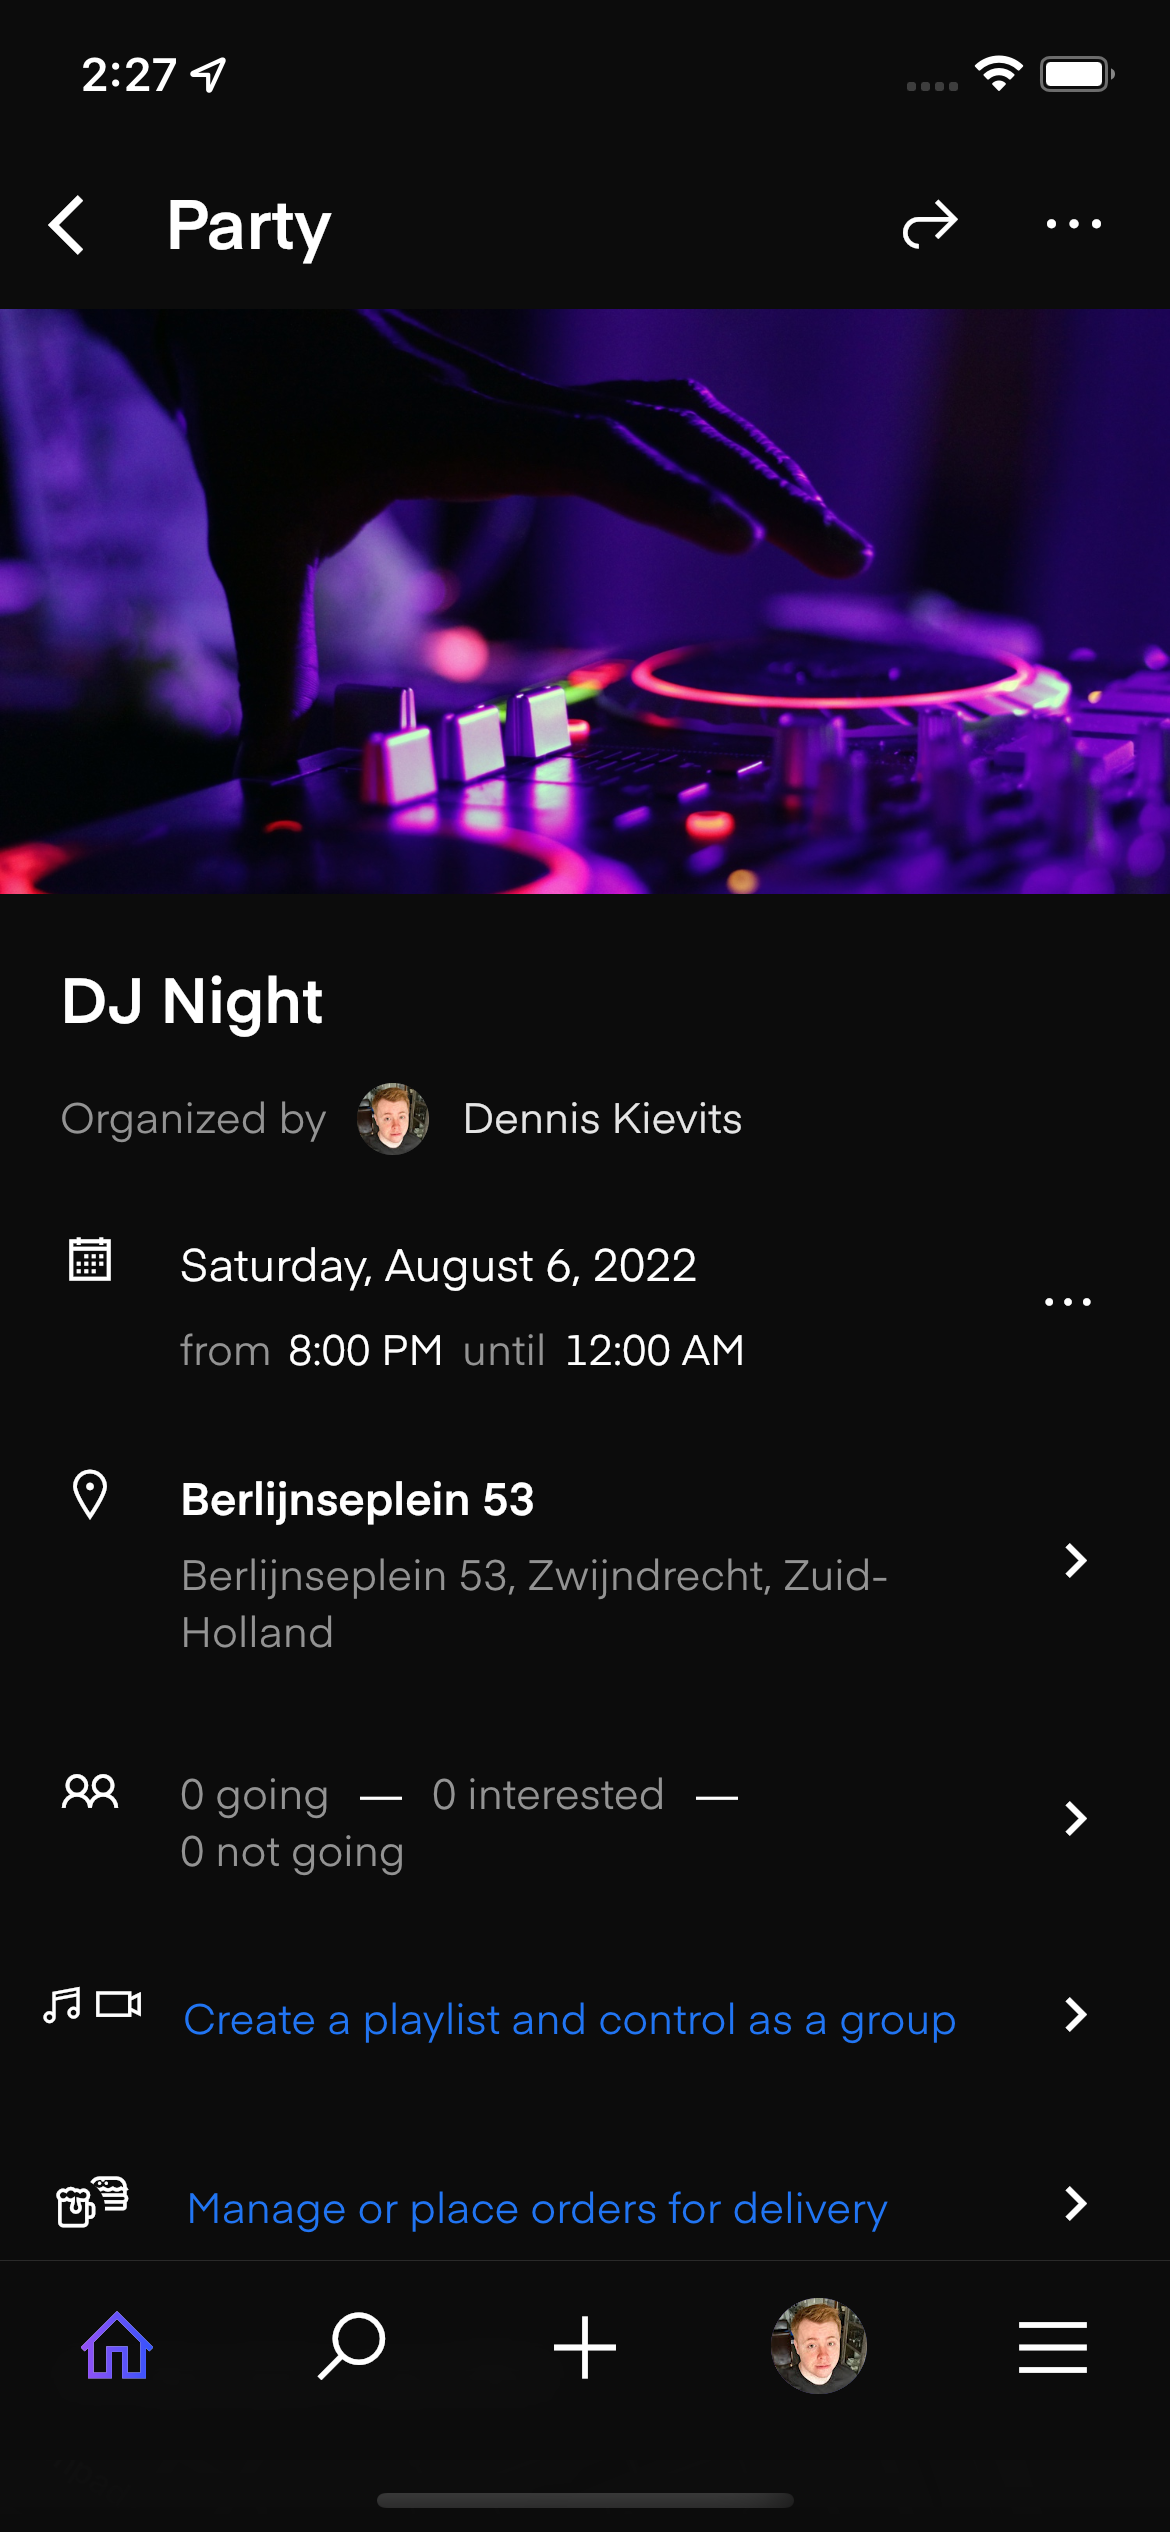 2:27
Party
DJ Night
Organized by Dennis Kievits
Saturday, August 6, 2022
from 8:00 PM until 12:00 AM
Berlijnseplein 53
Berlijnseplein 53, Zwijndrecht, Zuid-
Holland
0 going — 0 interested —
0 not going
Create a playlist and control as a group
Manage or place orders for delivery